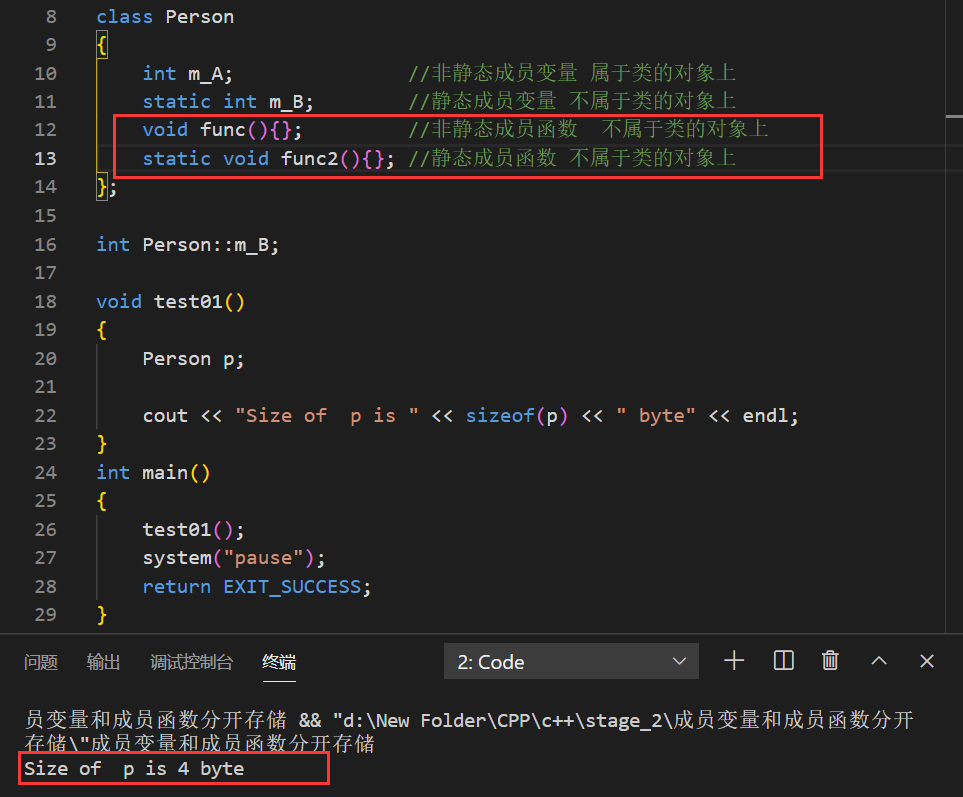 8 class Person
9 {
10 int m_A; //非静态成员变量 属于类的对象上
11 static int m_B; //静态成员变量 不属于类的对象上
12 void func(){}; //非静态成员函数  不属于类的对象上
13 static void func2(){}; //静态成员函数 不属于类的对象上
14 };
15
16 int Person::m_B;
17
18 void test01()
19 {
20 Person p;
21
22 cout << "Size of  p is " << sizeof(p) << " byte" << endl;
23 }
24 int main()
25 {
26 test01();
27 system("pause");
28 return EXIT_SUCCESS;
29 }
问题 输出 调试控制台 终端 2: Code
员变量和成员函数分开存储 && "d:\New Folder\CPP\c++\stage_2\成员变量和成员函数分开
存储\"成员变量和成员函数分开存储
Size of  p is 4 byte